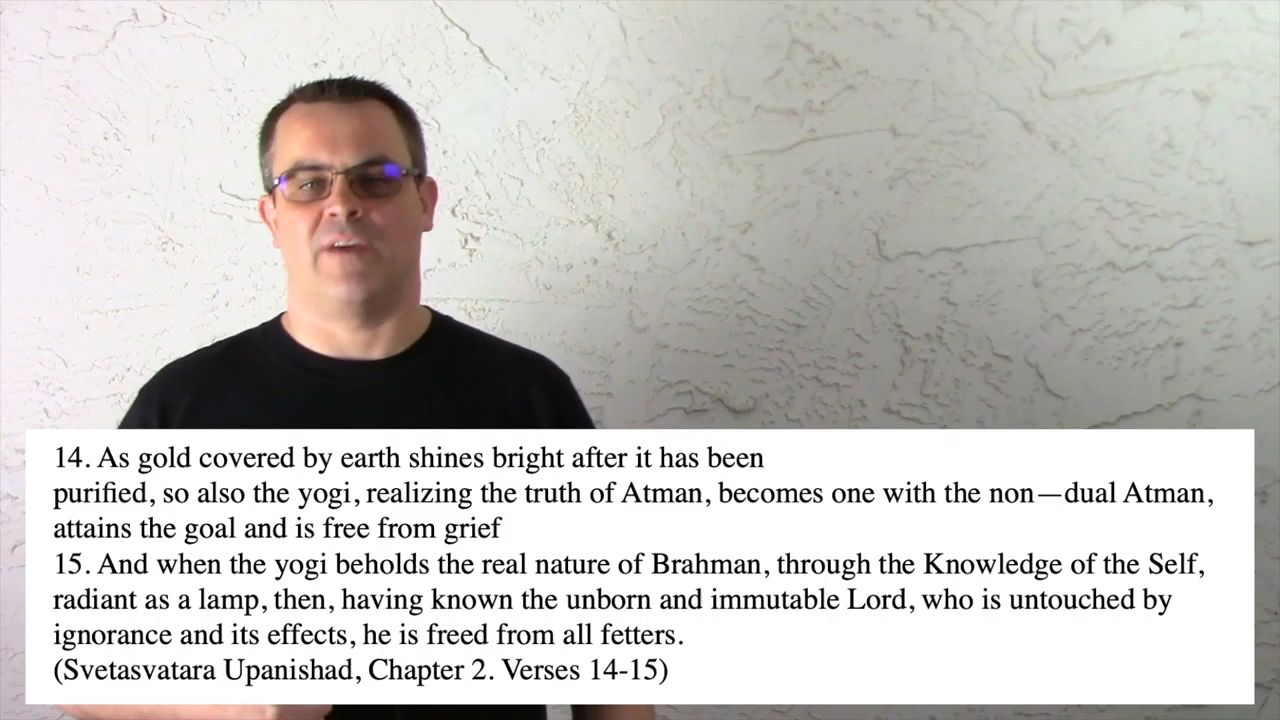 14. As gold covered by earth shines bright after it has been
purified, so also the yogi, realizing the truth of Atman, becomes one with the non—dual Atman,
attains the goal and is free from grief
15. And when the yogi beholds the real nature of Brahman, through the Knowledge of the Self,
radiant as a lamp, then, having known the unborn and immutable Lord, who is untouched by
ignorance and its effects, he is freed from all fetters.
(Svetasvatara Upanishad, Chapter 2. Verses 14-15)